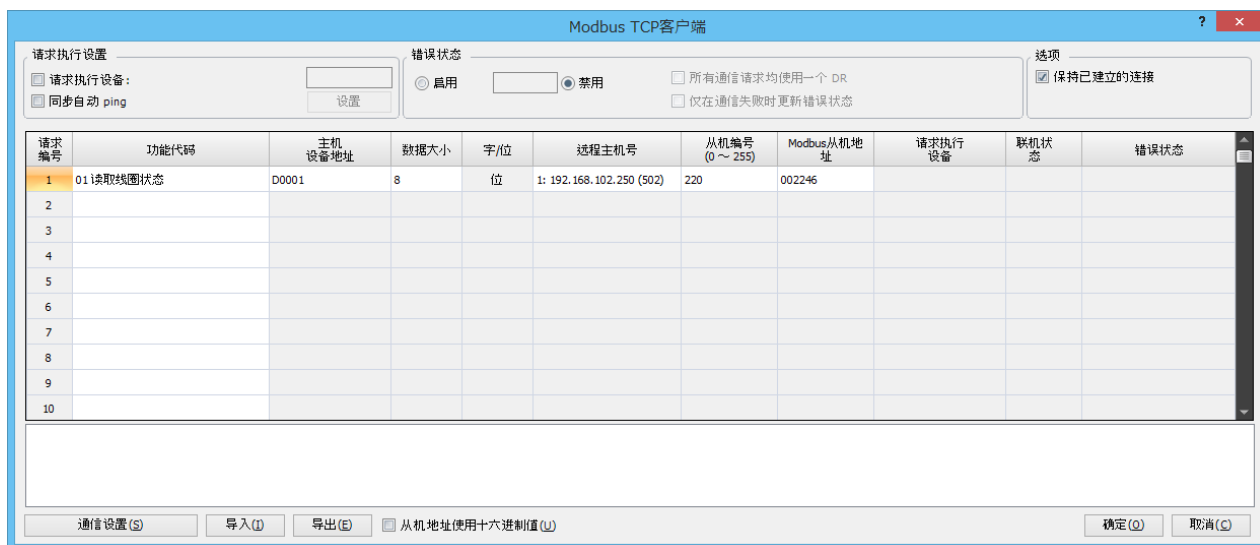 Modbus TCP客户端
?
×
请求执行设置
请求执行设备:
同步自动 ping
设置
错误状态
启用
禁用
所有通信请求均使用一个 DR
仅在通信失败时更新错误状态
选项
保持已建立的连接
请求编号 功能代码 主机设备地址 数据大小 字/位 远程主机号 从机编号(0 ～ 255) Modbus从机地址 请求执行设备 联机状态 错误状态
1 01 读取线圈状态 D0001 8 位 1: 192.168.102.250 (502) 220 002246
2
3
4
5
6
7
8
9
10
通信设置(S) 导入(I) 导出(E) 从机地址使用十六进制值(U) 确定(O) 取消(C)